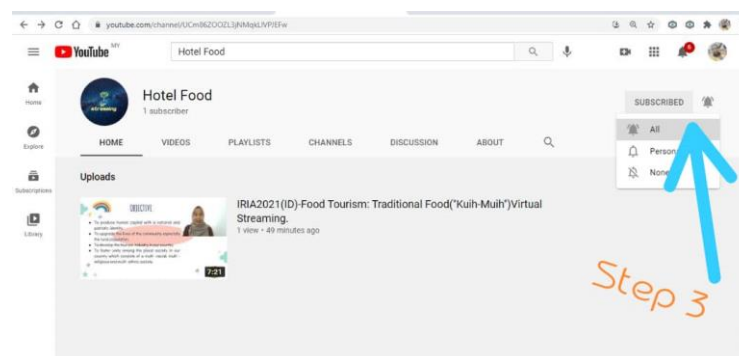 youtube.com/channel/
YouTube MY
Hotel Food
Home
Explore
Subscriptions
Library
streaming
Hotel Food
1 subscriber
SUBSCRIBED
All
None
HOME VIDEOS PLAYLISTS CHANNELS DISCUSSION ABOUT
Uploads
OBJECTIVE
7:21
IRIA2021(ID)-Food Tourism: Traditional Food("Kuih-Muih")Virtual
Streaming.
1 view • 49 minutes ago
Step 3